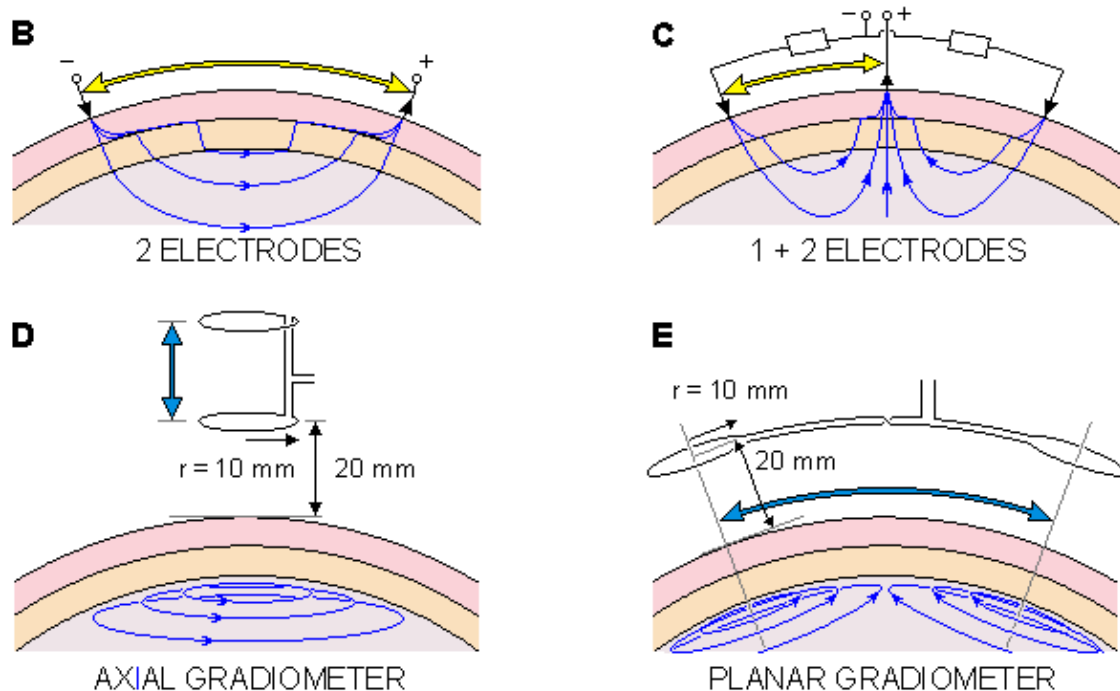 B
− +
2 ELECTRODES
C
− +
1 + 2 ELECTRODES
D
r = 10 mm
20 mm
AXIAL GRADIOMETER
E
r = 10 mm
20 mm
PLANAR GRADIOMETER